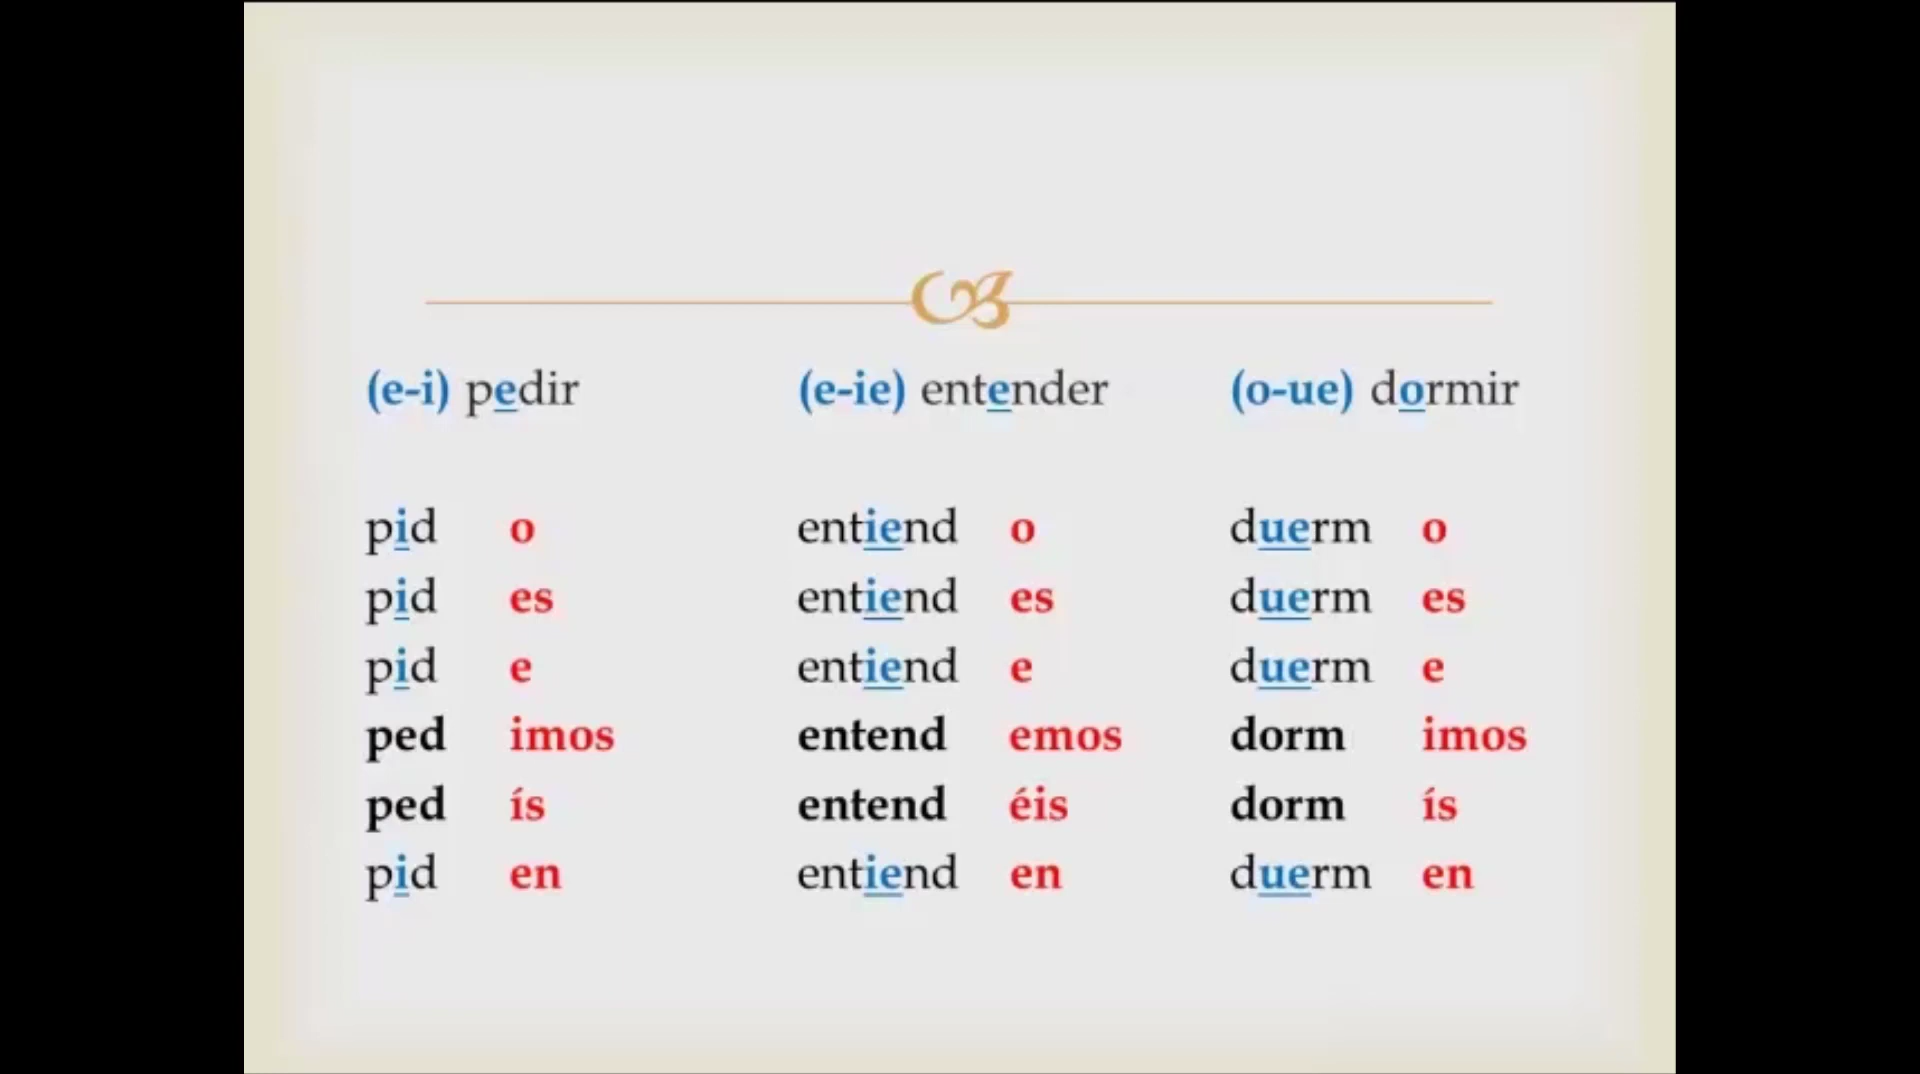 (e-i) pedir (e-ie) entender (o-ue) dormir
pid o entiend o duerm o
pid es entiend es duerm es
pid e entiend e duerm e
ped imos entend emos dorm imos
ped ís entend éis dorm ís
pid en entiend en duerm en